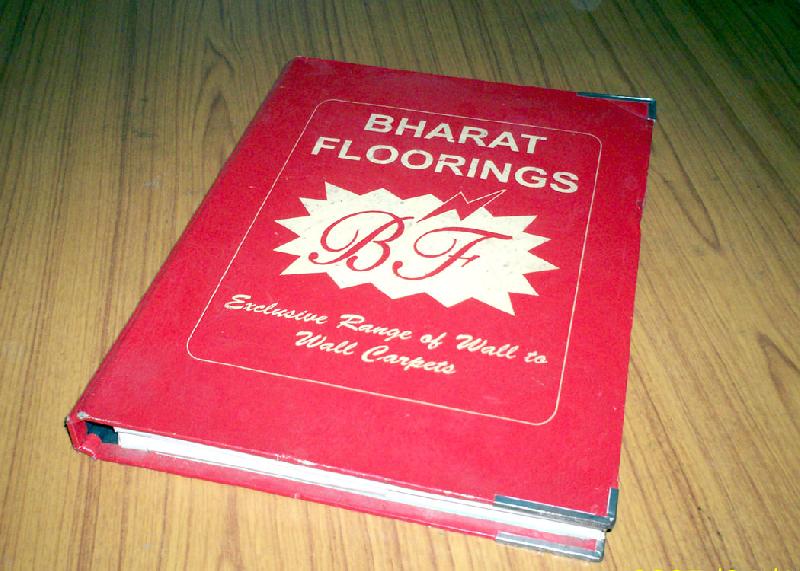 BHARAT
FLOORINGS
BF
Exclusive Range of Wall to
Wall Carpets